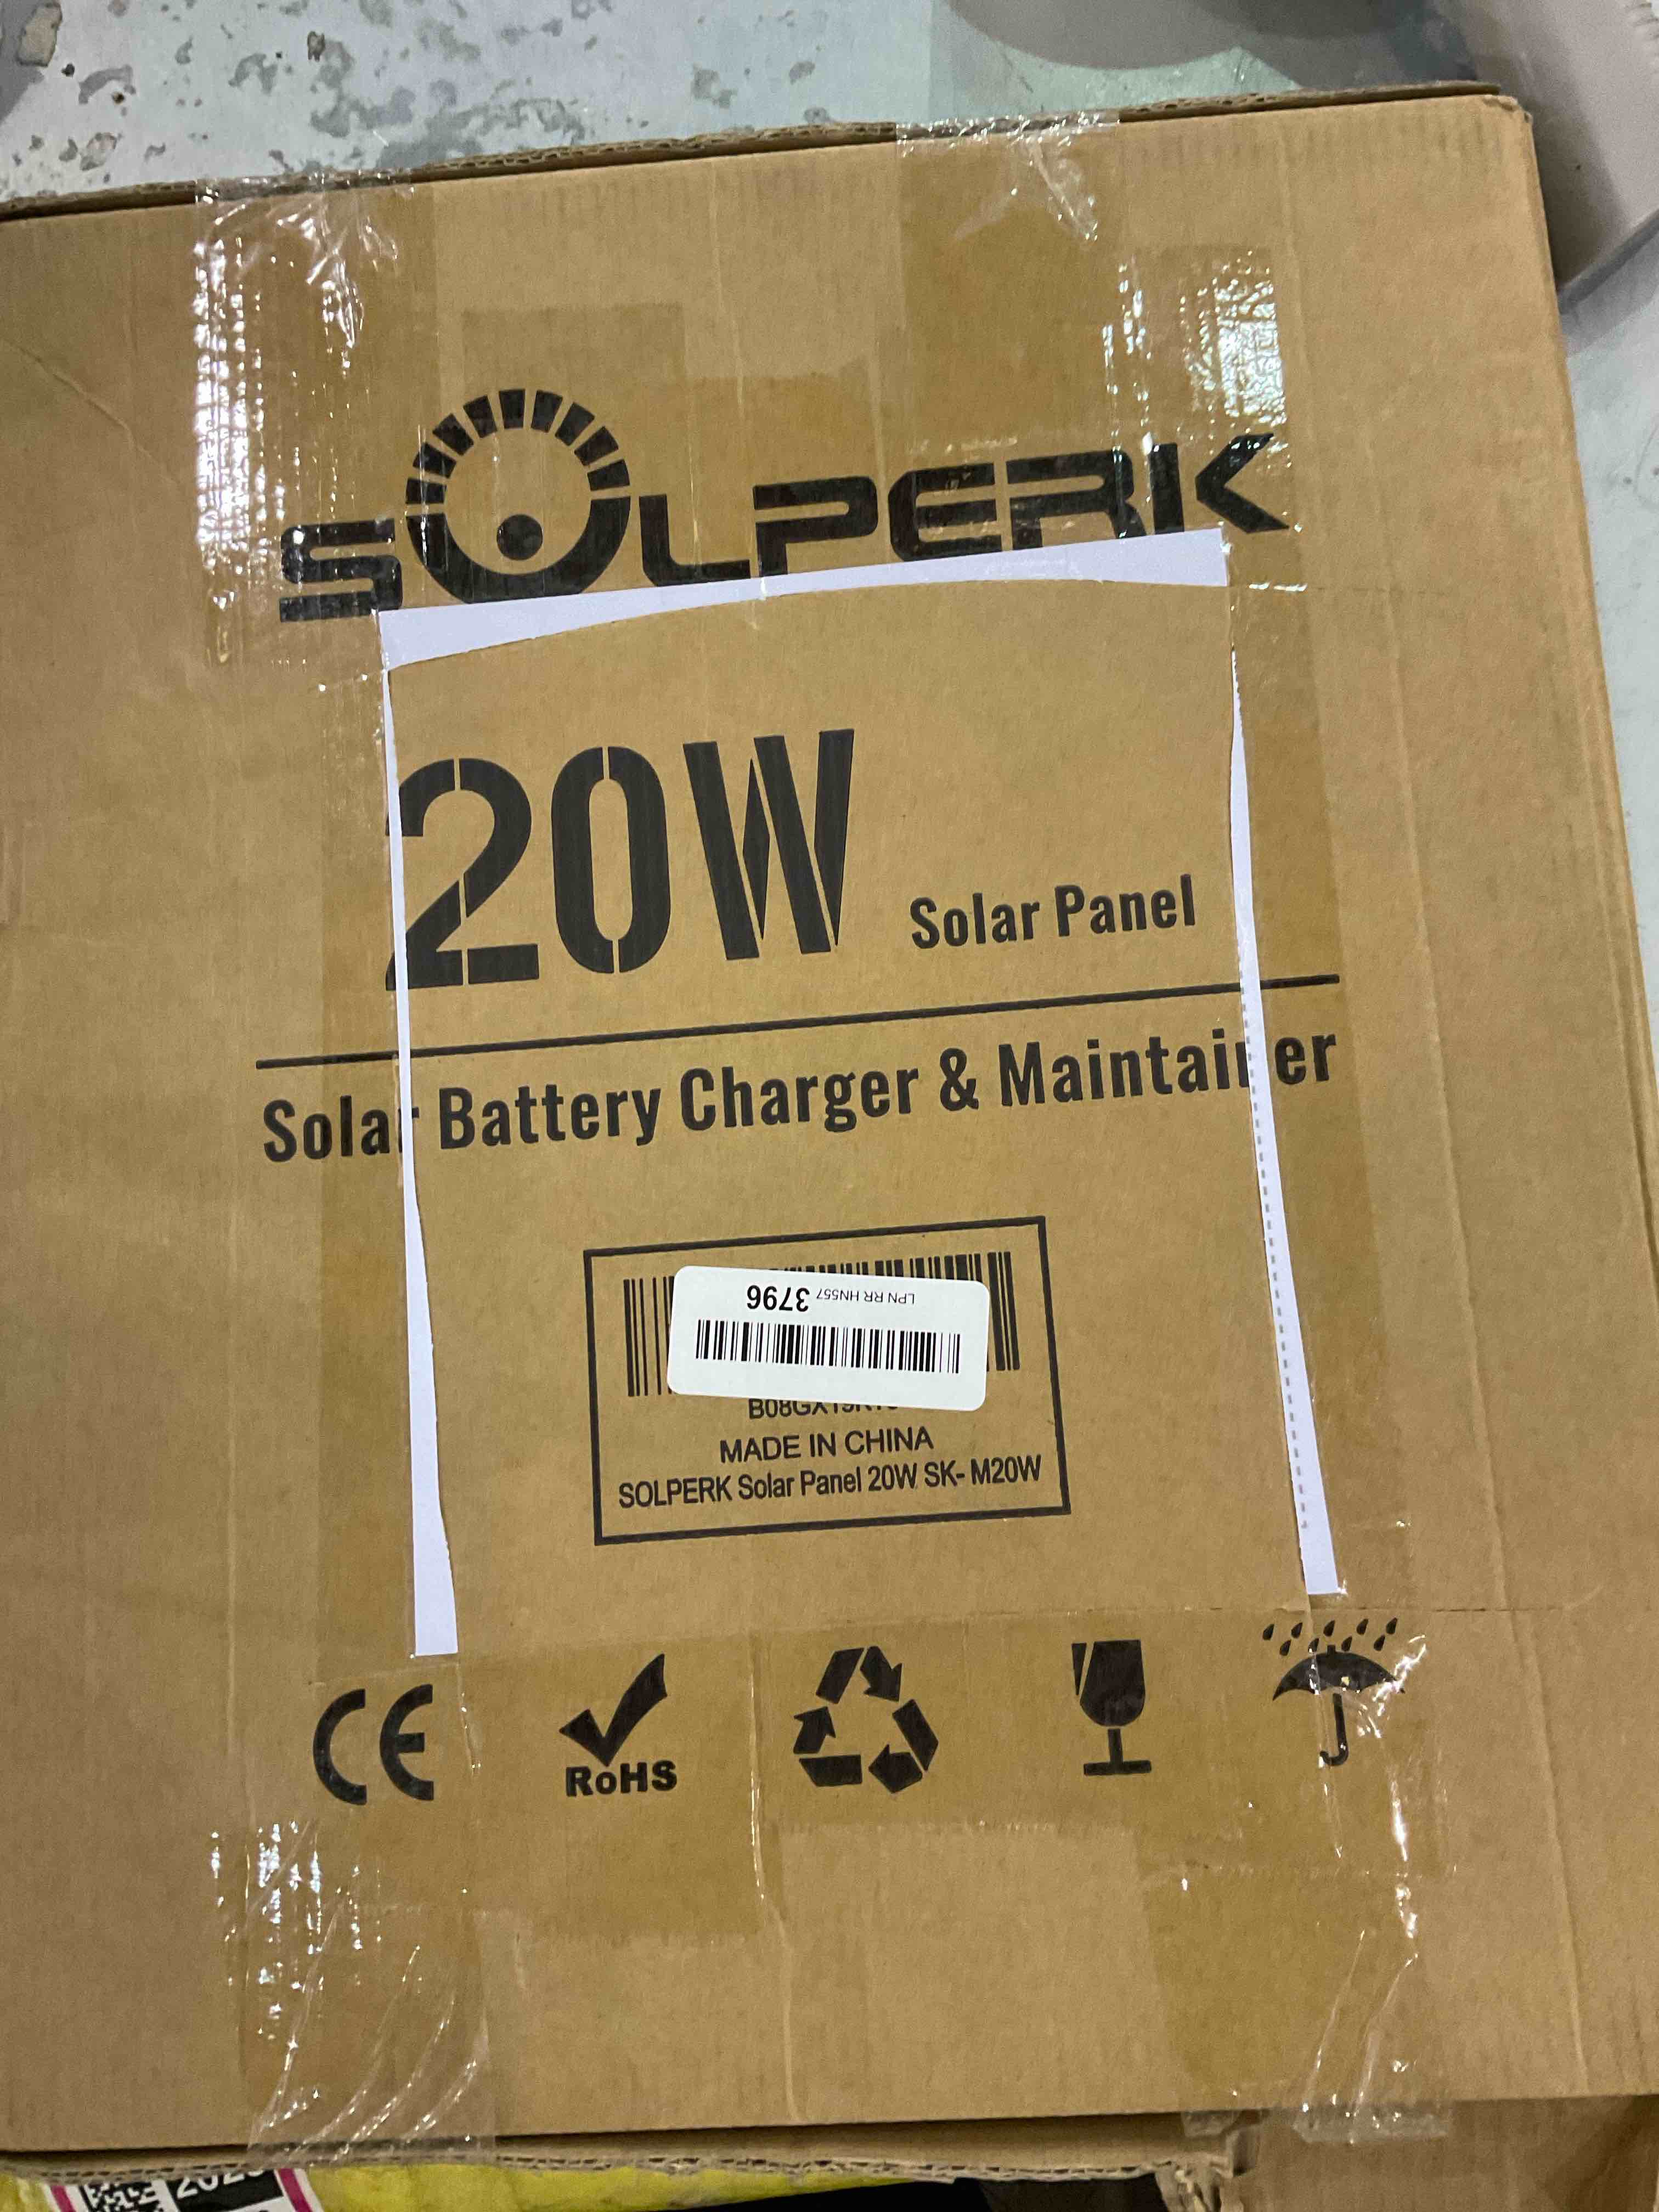 SOLPERK
20W Solar Panel
Solar Battery Charger & Maintainer
LPN RR HN557 3796
MADE IN CHINA
SOLPERK Solar Panel 20W SK- M20W
CE
RoHS